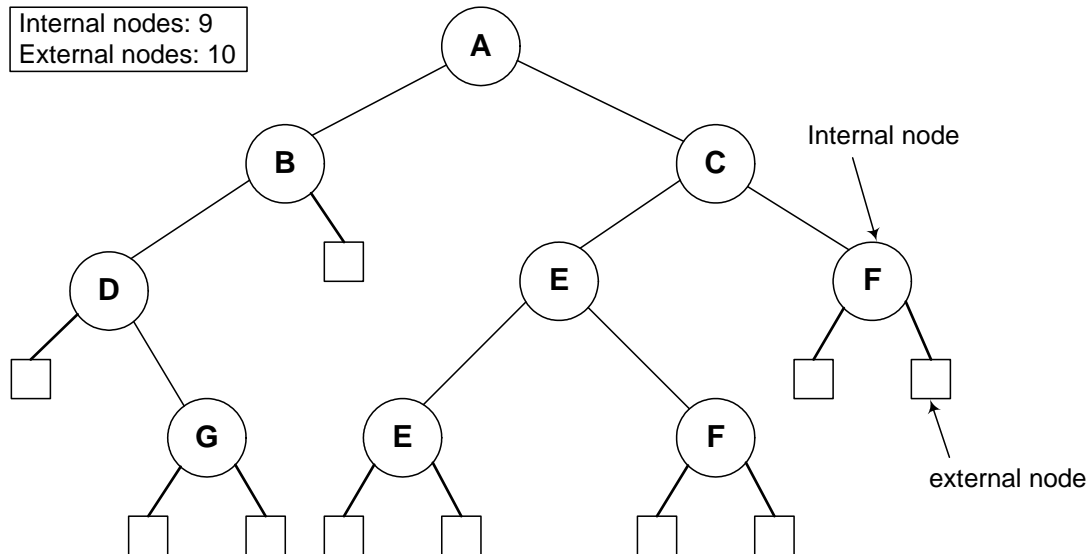 Internal nodes: 9
External nodes: 10
A
B
C
Internal node
D
E
F
G
E
F
external node